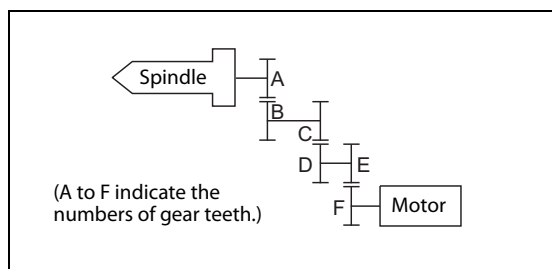 Spindle
A
B
C
D
E
F
Motor
(A to F indicate the
numbers of gear teeth.)